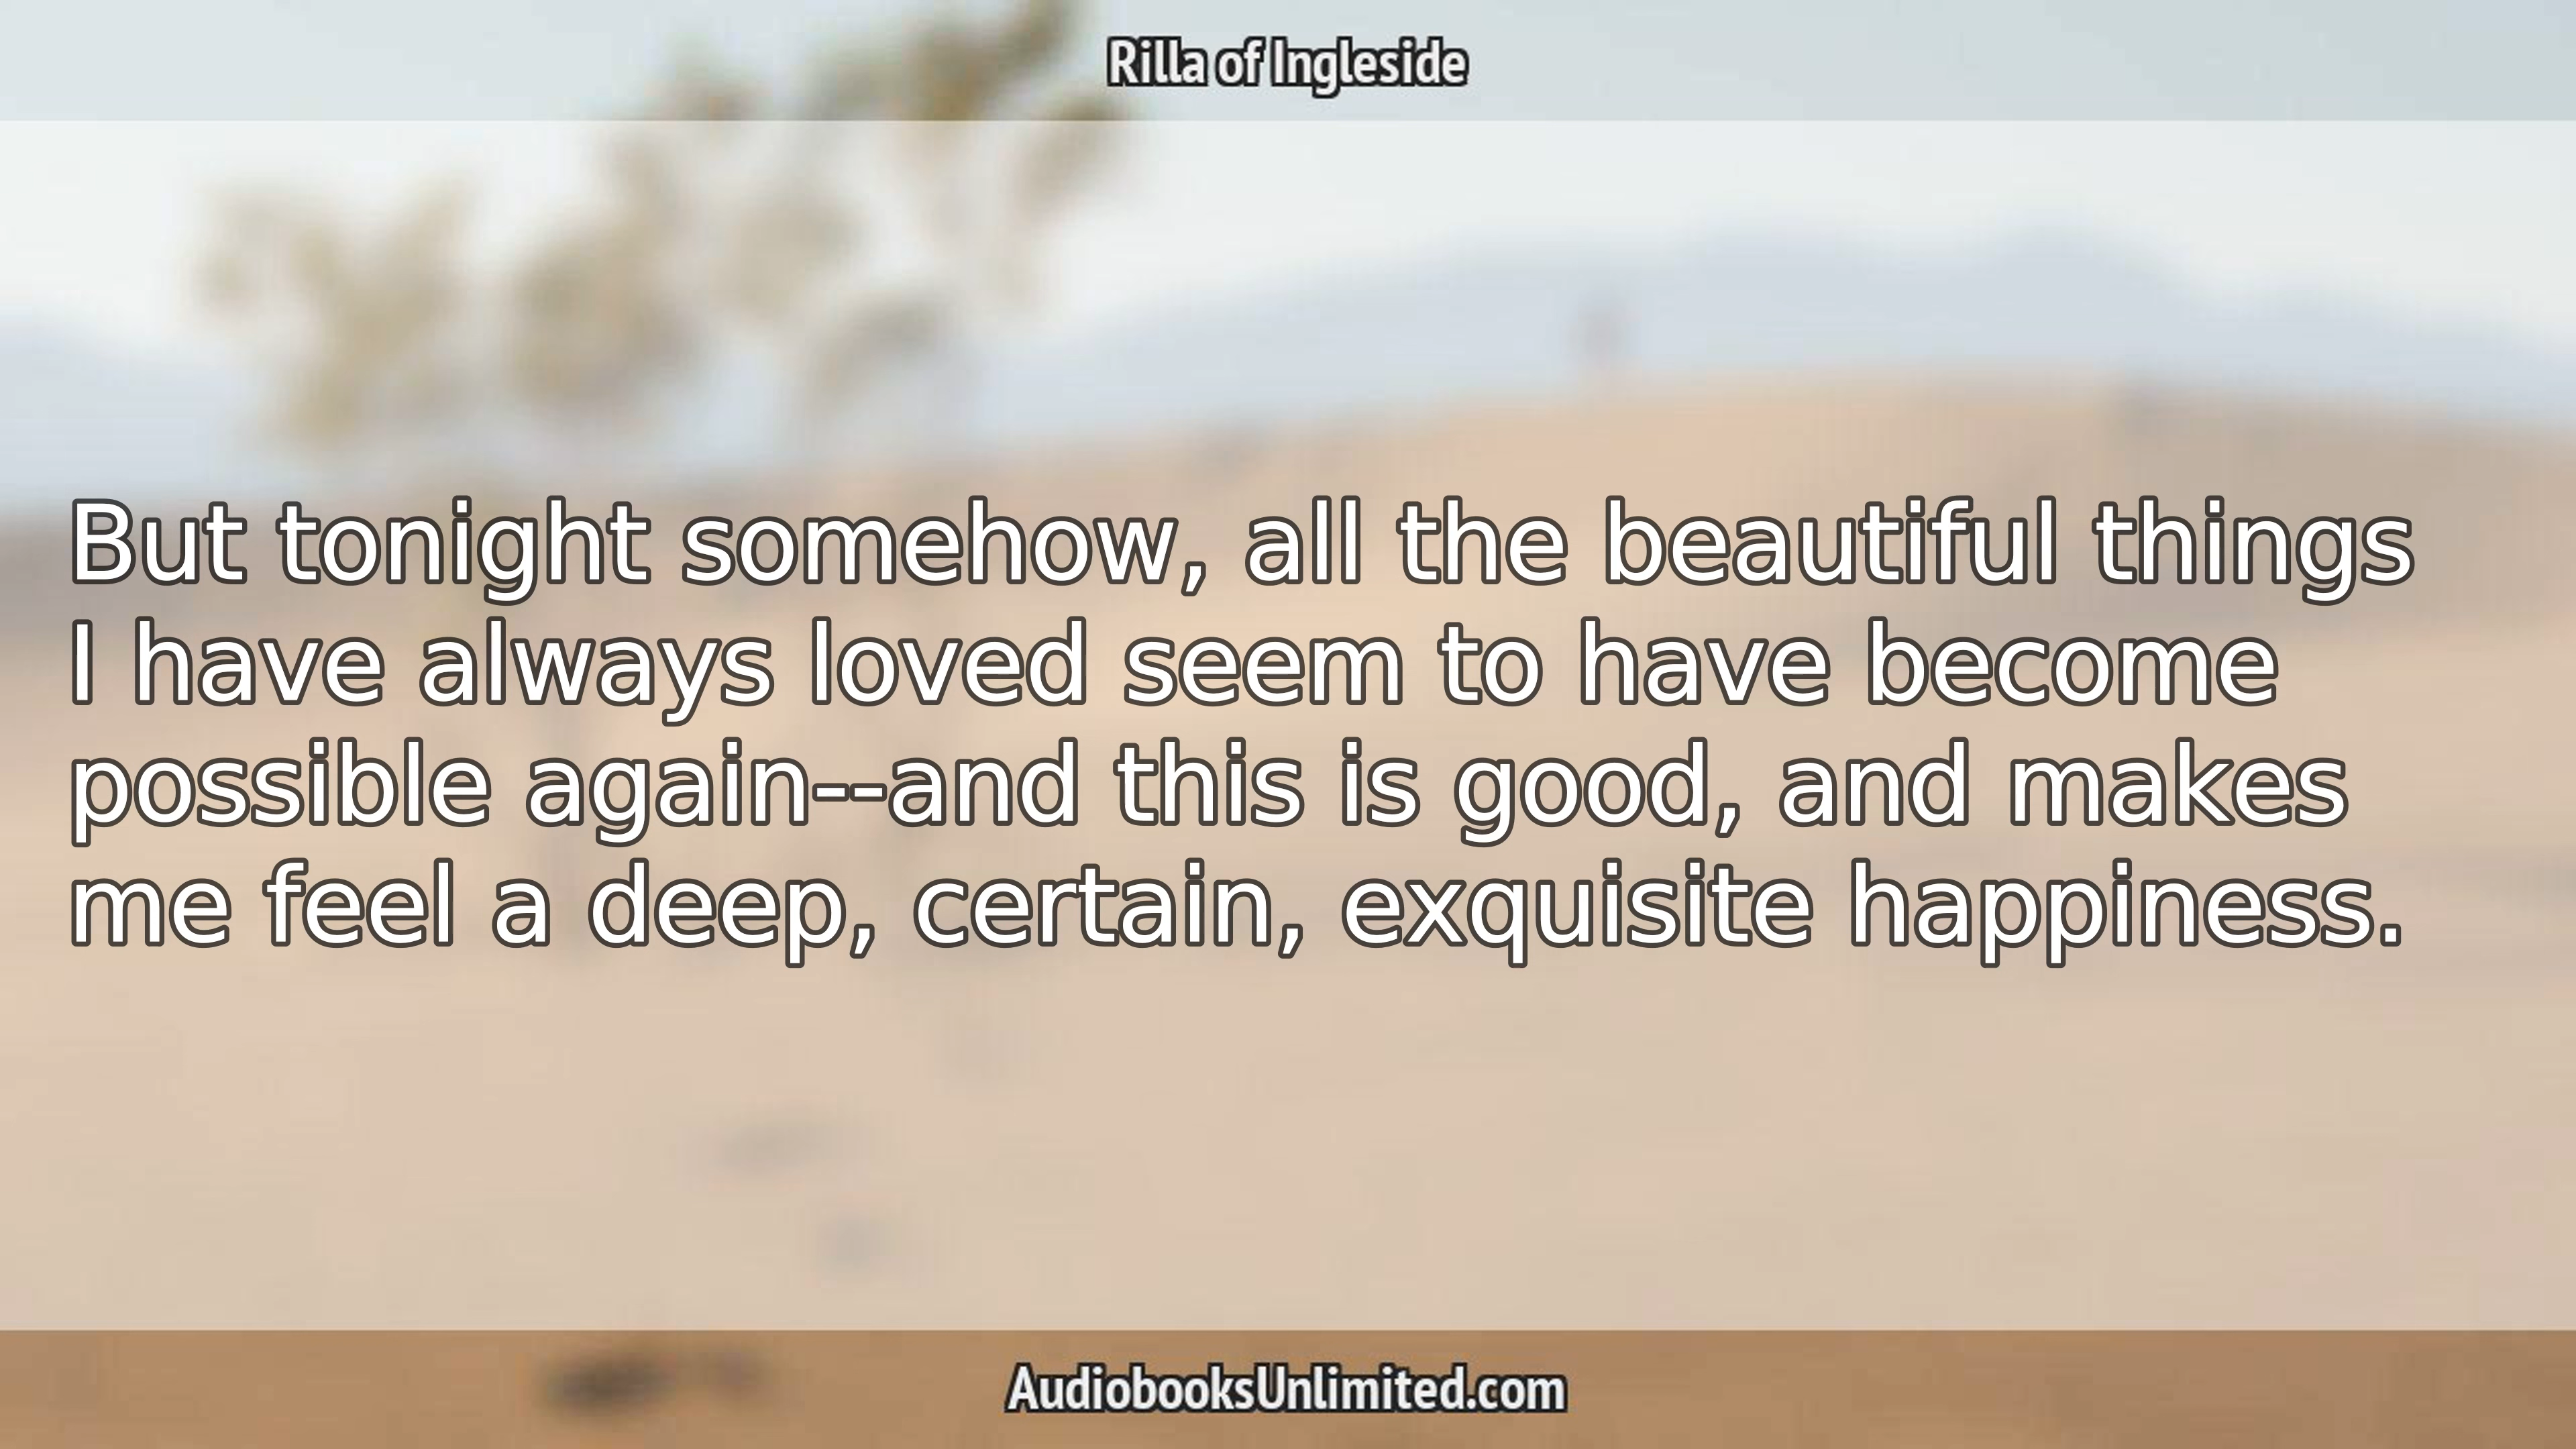 Rilla of Ingleside
But tonight somehow, all the beautiful things
I have always loved seem to have become
possible again--and this is good, and makes
me feel a deep, certain, exquisite happiness.
AudiobooksUnlimited.com